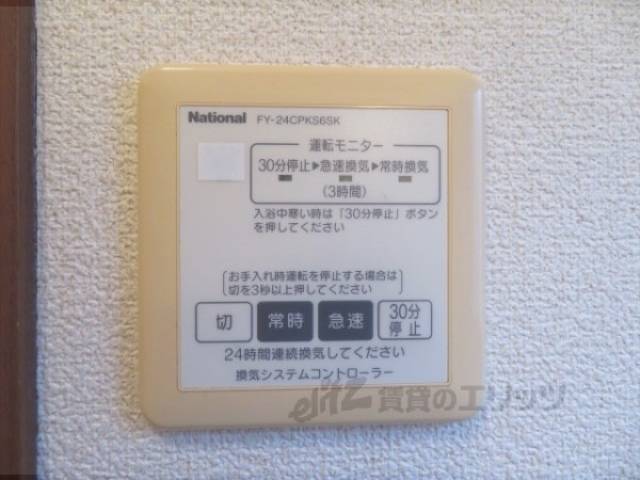 National FY-24CPKS6SK
運転モニター
30分停止▶急速換気▶常時換気
(3時間)
入浴中寒い時は「30分停止」ボタン
を押してください
お手入れ時運転を停止する場合は
切を3秒以上押してください
切 常時 急速 30分停止
24時間連続換気してください
換気システムコントローラー
elitz 賃貸のエリッツ